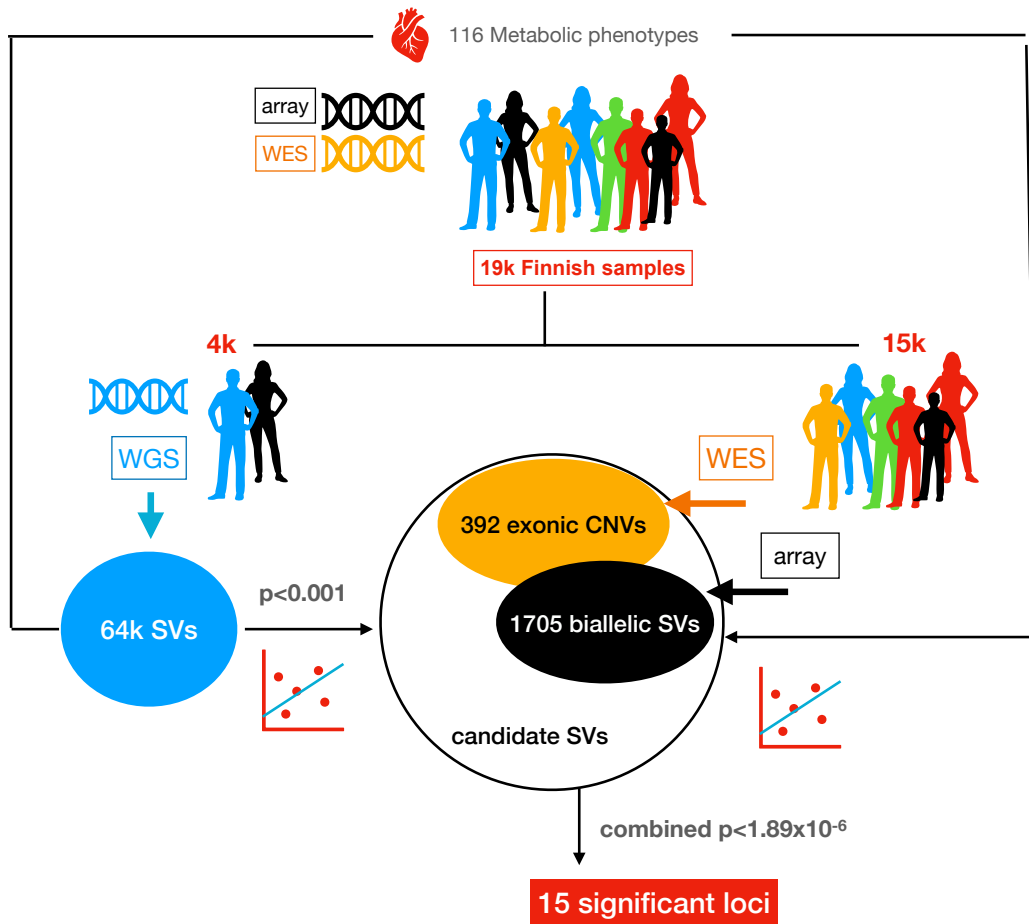 116 Metabolic phenotypes
array
WES
19k Finnish samples
4k
15k
WGS
WES
392 exonic CNVs
array
p<0.001
64k SVs
1705 biallelic SVs
candidate SVs
combined p<1.89x10⁻⁶
15 significant loci